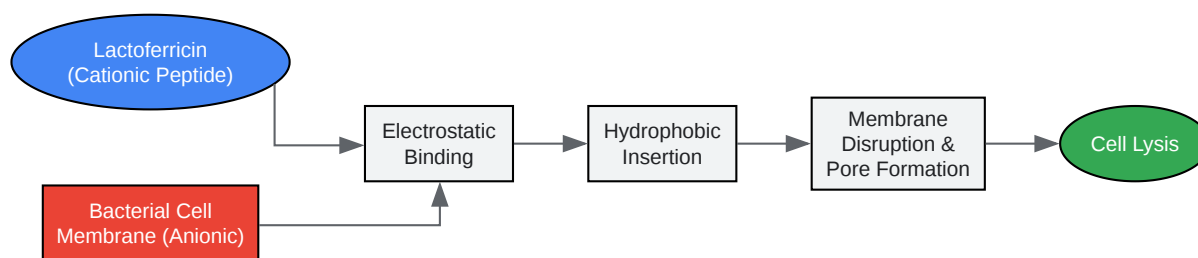 Lactoferricin
(Cationic Peptide)
Electrostatic
Binding
Hydrophobic
Insertion
Membrane
Disruption &
Pore Formation
Cell Lysis
Bacterial Cell
Membrane (Anionic)